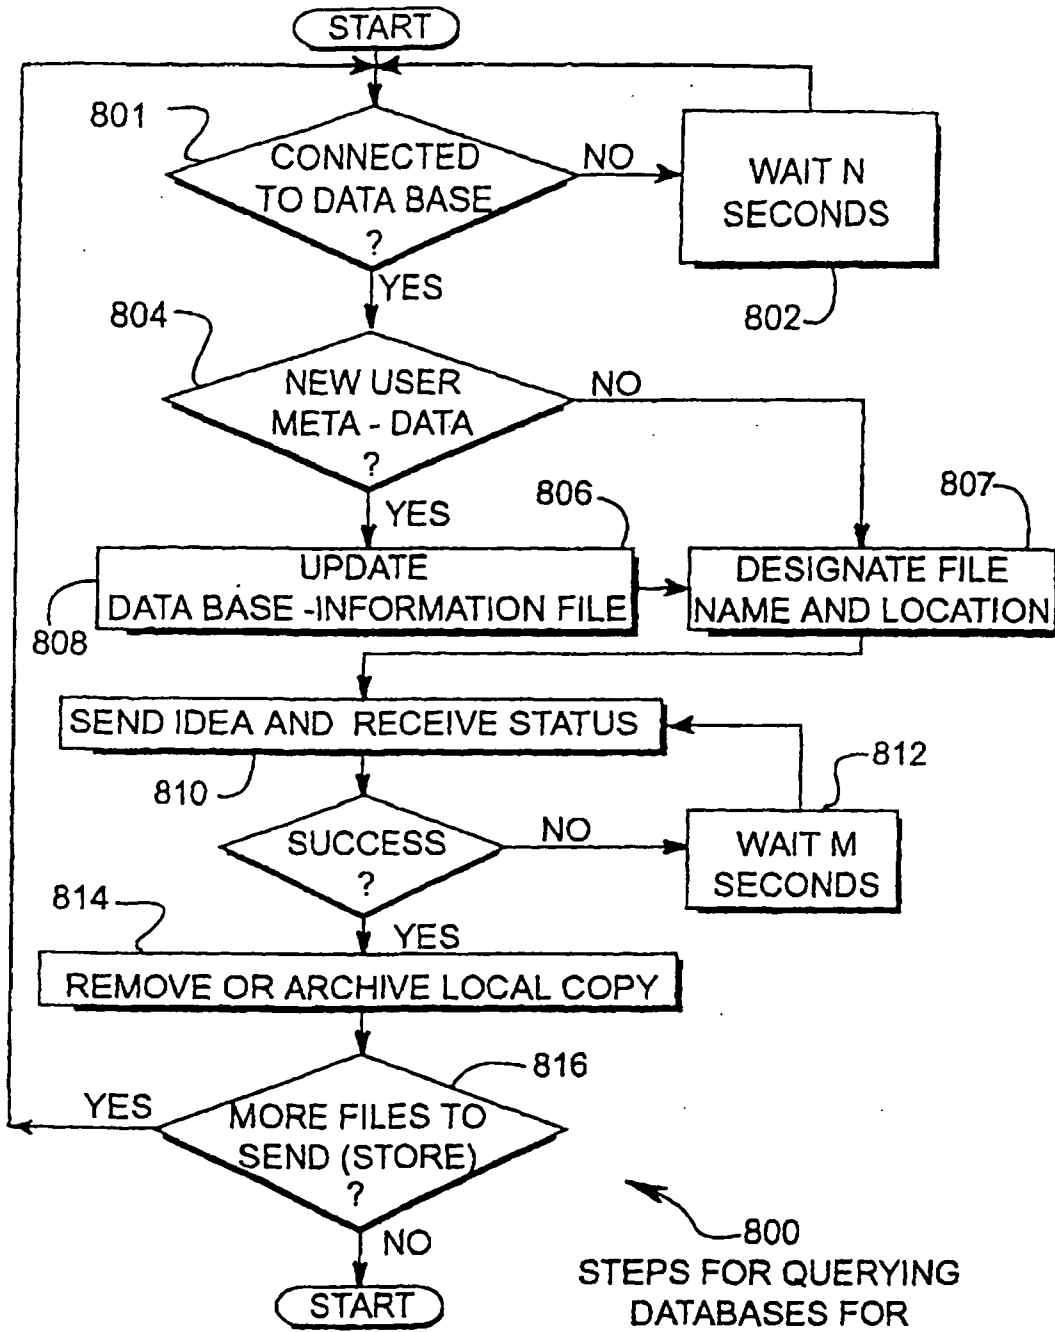 START
801
CONNECTED
TO DATA BASE
?
NO
WAIT N
SECONDS
802
YES
804
NEW USER
META - DATA
?
NO
YES
806
807
UPDATE
DATA BASE -INFORMATION FILE
808
DESIGNATE FILE
NAME AND LOCATION
SEND IDEA AND RECEIVE STATUS
810
812
SUCCESS
?
NO
WAIT M
SECONDS
814
YES
REMOVE OR ARCHIVE LOCAL COPY
816
YES
MORE FILES TO
SEND (STORE)
?
NO
START
800
STEPS FOR QUERYING
DATABASES FOR